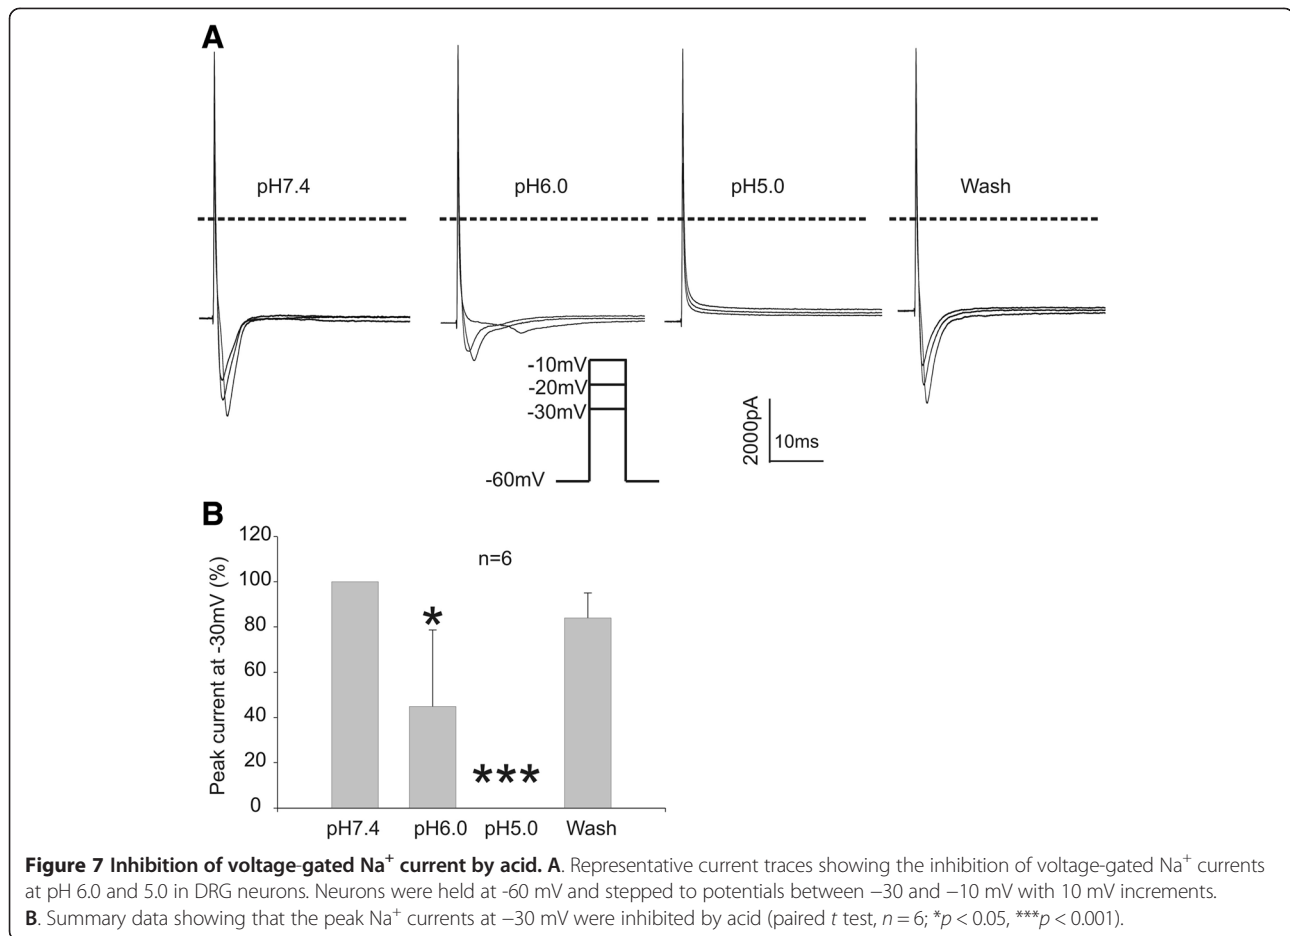 A
pH7.4
pH6.0
pH5.0
Wash
-10mV
-20mV
-30mV
-60mV
2000pA
10ms
B
Peak current at -30mV (%)
120
100
80
60
40
20
0
n=6
*
***
pH7.4
pH6.0
pH5.0
Wash
Figure 7 Inhibition of voltage-gated Na⁺ current by acid. A. Representative current traces showing the inhibition of voltage-gated Na⁺ currents
at pH 6.0 and 5.0 in DRG neurons. Neurons were held at -60 mV and stepped to potentials between −30 and −10 mV with 10 mV increments.
B. Summary data showing that the peak Na⁺ currents at −30 mV were inhibited by acid (paired t test, n = 6; *p < 0.05, ***p < 0.001).